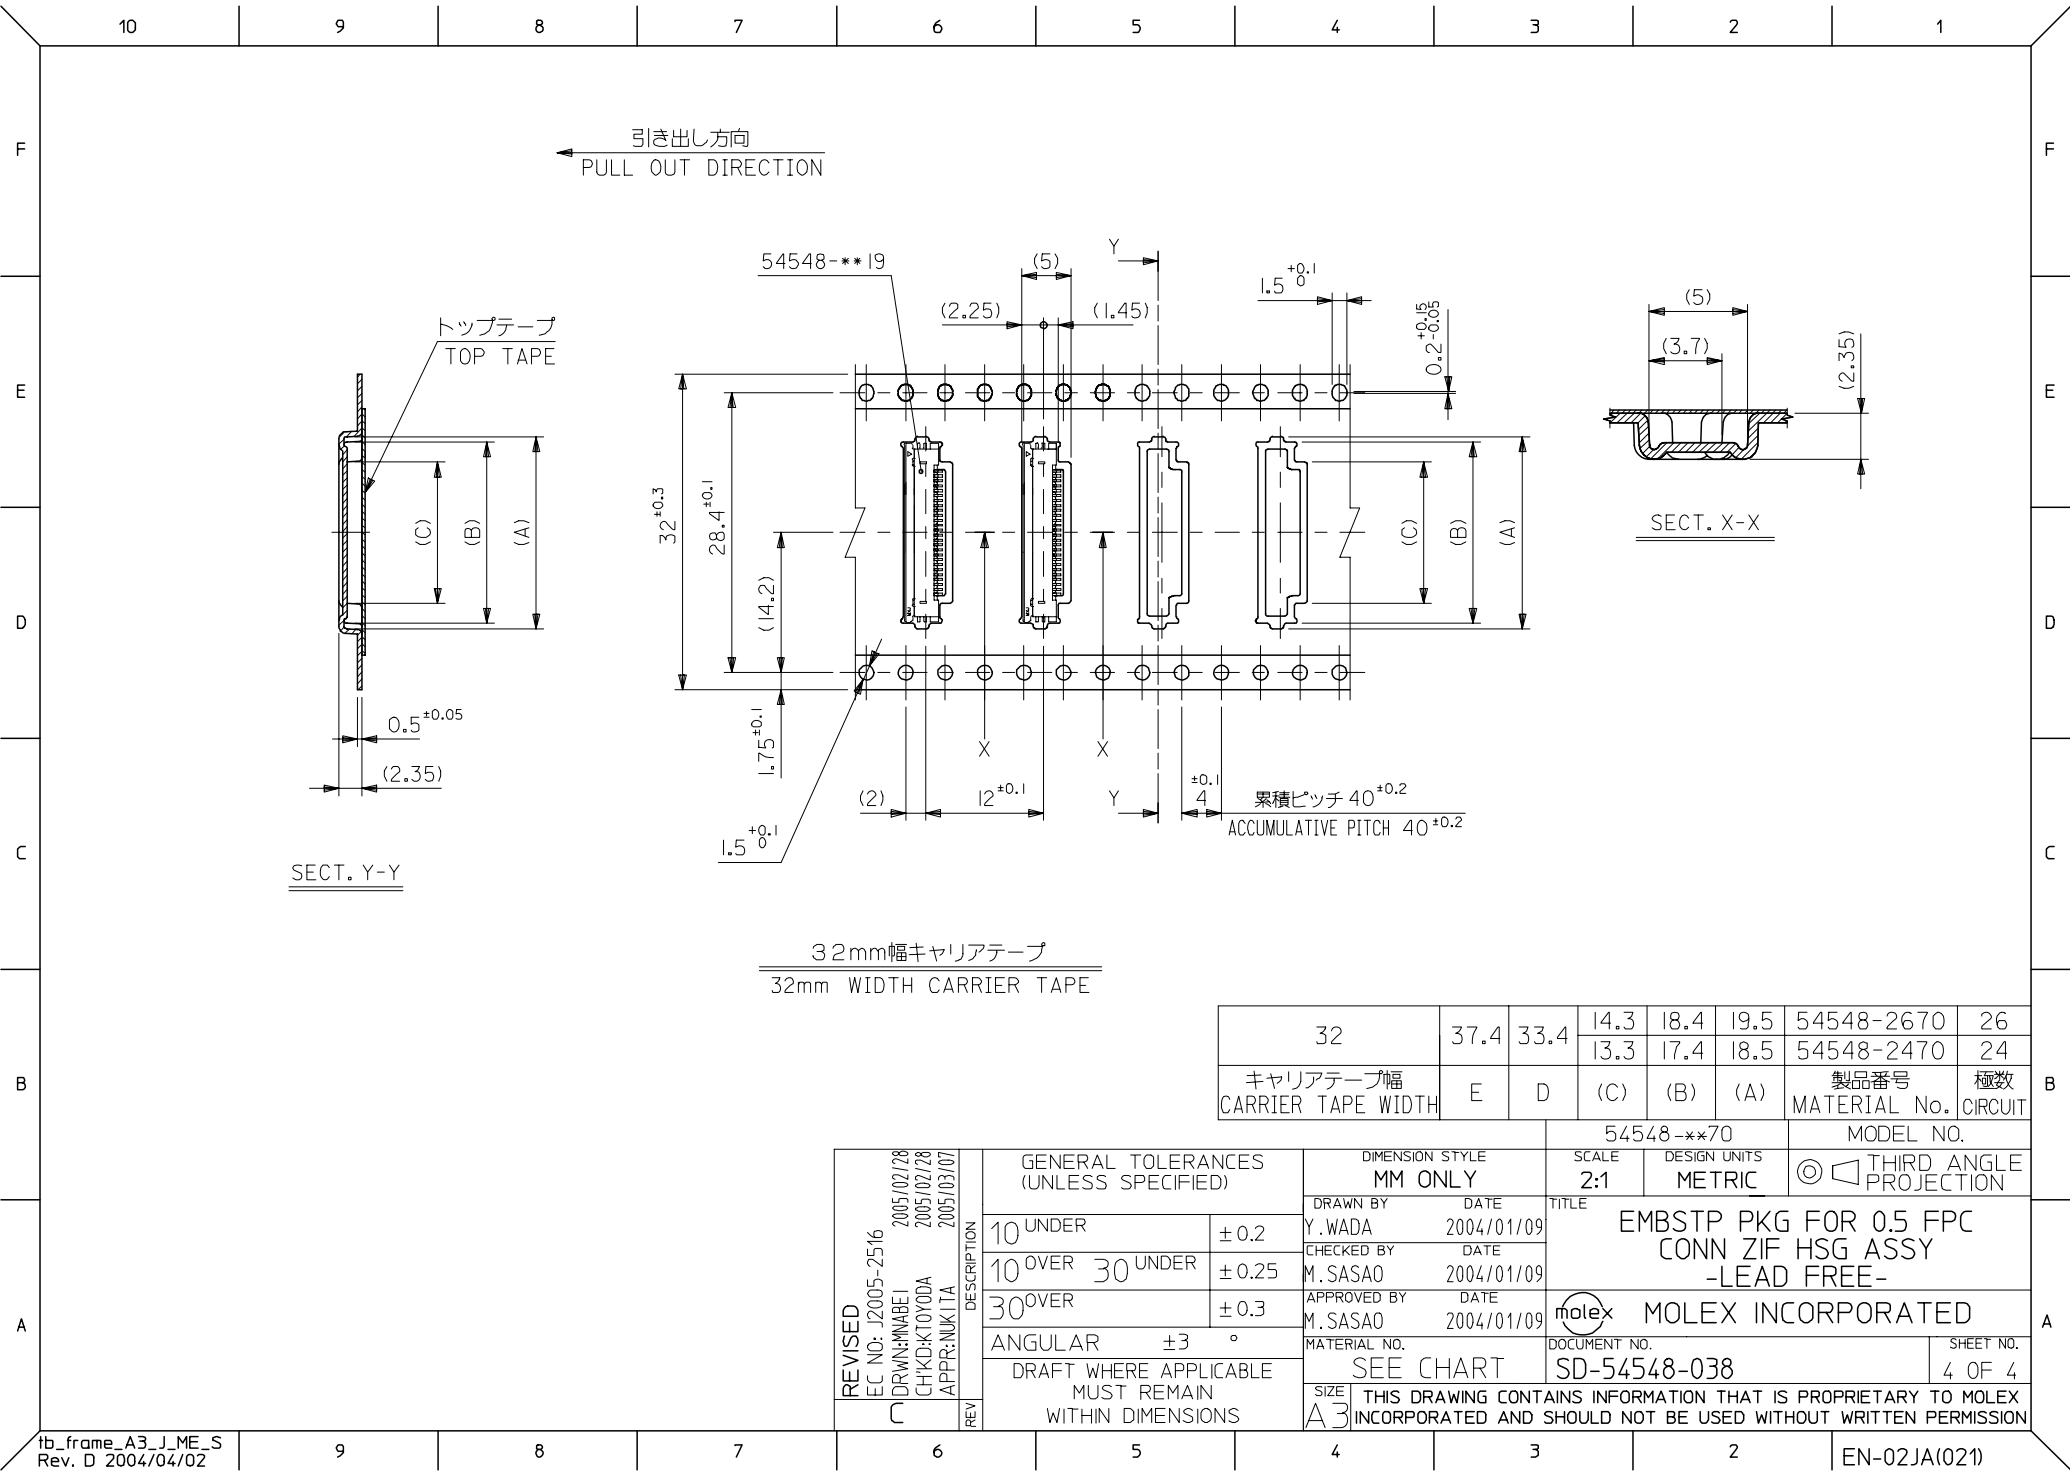 10 9 8 7 6 5 4 3 2 1
F
F
引き出し方向
PULL OUT DIRECTION
54548-**19
(5)
Y
1.5 +0.1 0
(2.25)
(1.45)
0.2 +0.15 -0.05
(5)
(3.7)
(2.35)
トップテープ
TOP TAPE
E
E
(C)
(B)
(A)
32±0.3
28.4±0.1
(14.2)
(C)
(B)
(A)
SECT. X-X
D
D
0.5±0.05
(2.35)
1.75±0.1
X
X
(2)
12±0.1
Y
±0.1
4
累積ピッチ 40±0.2
ACCUMULATIVE PITCH 40±0.2
1.5 +0.1 0
SECT. Y-Y
C
C
32mm幅キャリアテープ
32mm WIDTH CARRIER TAPE
32 37.4 33.4 14.3 18.4 19.5 54548-2670 26
13.3 17.4 18.5 54548-2470 24
キャリアテープ幅
CARRIER TAPE WIDTH
E D (C) (B) (A)
製品番号
MATERIAL No.
極数
CIRCUIT
B
B
54548-**70 MODEL NO.
REVISED
EC NO: J2005-2516
DRWN:MNABEI 2005/02/28
CH'KD:KTOYODA 2005/02/28
APPR:NUKITA 2005/03/07
C
DESCRIPTION
REV
GENERAL TOLERANCES
(UNLESS SPECIFIED)
10 UNDER ±0.2
10 OVER 30 UNDER ±0.25
30 OVER ±0.3
ANGULAR ±3 °
DRAFT WHERE APPLICABLE
MUST REMAIN
WITHIN DIMENSIONS
DIMENSION STYLE
MM ONLY
SCALE
2:1
DESIGN UNITS
METRIC
THIRD ANGLE
PROJECTION
DRAWN BY DATE
Y.WADA 2004/01/09
CHECKED BY DATE
M.SASAO 2004/01/09
APPROVED BY DATE
M.SASAO 2004/01/09
TITLE
EMBSTP PKG FOR 0.5 FPC
CONN ZIF HSG ASSY
-LEAD FREE-
molex MOLEX INCORPORATED
MATERIAL NO.
SEE CHART
DOCUMENT NO.
SD-54548-038
SHEET NO.
4 OF 4
SIZE
A3
THIS DRAWING CONTAINS INFORMATION THAT IS PROPRIETARY TO MOLEX
INCORPORATED AND SHOULD NOT BE USED WITHOUT WRITTEN PERMISSION
A
A
tb_frame_A3_J_ME_S
Rev. D 2004/04/02
9 8 7 6 5 4 3 2
EN-02JA(021)